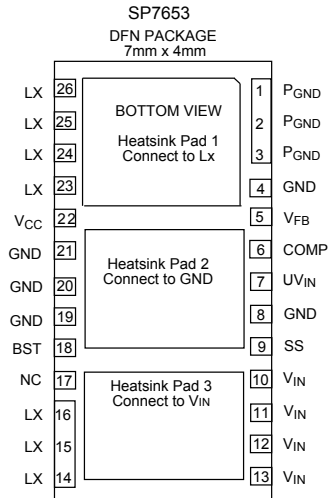 SP7653
DFN PACKAGE
7mm x 4mm
BOTTOM VIEW
Heatsink Pad 1
Connect to Lx
Heatsink Pad 2
Connect to GND
Heatsink Pad 3
Connect to VIN
LX 26
LX 25
LX 24
LX 23
VCC 22
GND 21
GND 20
GND 19
BST 18
NC 17
LX 16
LX 15
LX 14
1 PGND
2 PGND
3 PGND
4 GND
5 VFB
6 COMP
7 UVIN
8 GND
9 SS
10 VIN
11 VIN
12 VIN
13 VIN